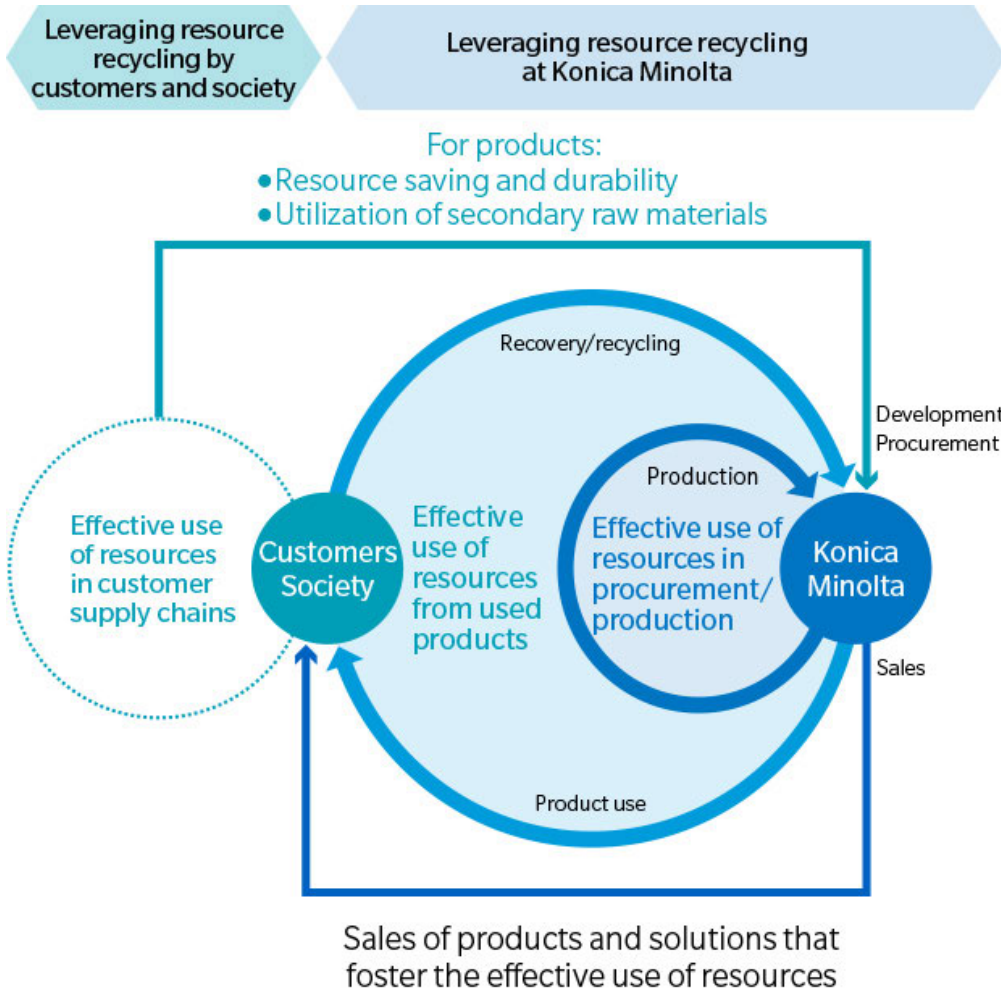 Leveraging resource
recycling by
customers and society
Leveraging resource recycling
at Konica Minolta
For products:
●Resource saving and durability
●Utilization of secondary raw materials
Recovery/recycling
Development
Procurement
Production
Effective use
of resources
in customer
supply chains
Customers
Society
Effective
use of
resources
from used
products
Effective use of
resources in
procurement/
production
Konica
Minolta
Sales
Product use
Sales of products and solutions that
foster the effective use of resources